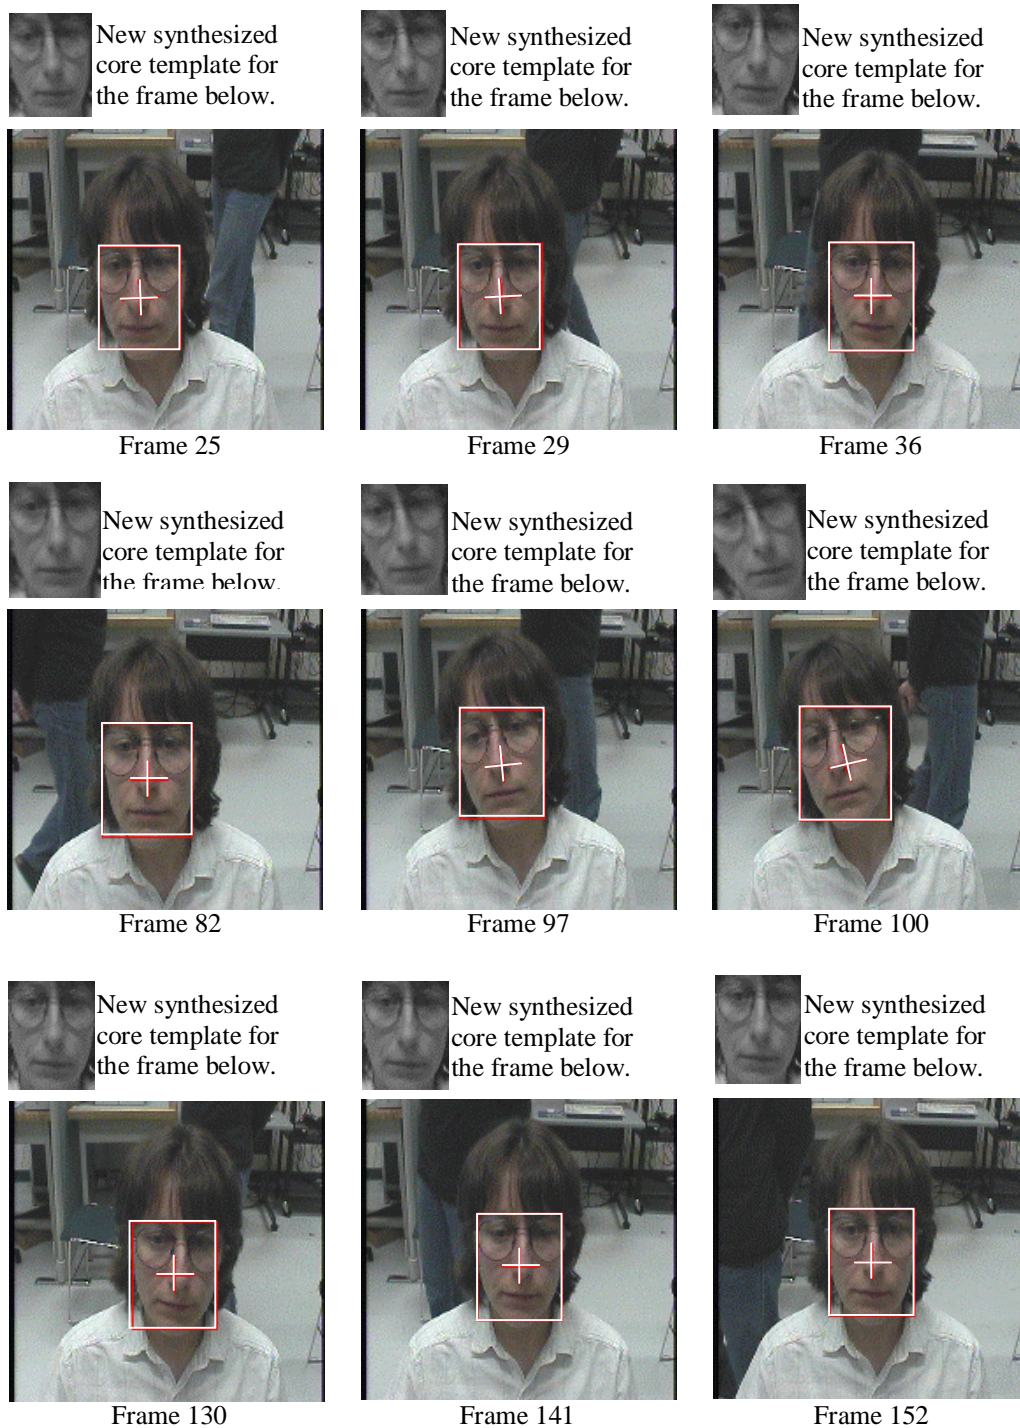 New synthesized
core template for
the frame below.
New synthesized
core template for
the frame below.
New synthesized
core template for
the frame below.
Frame 25
Frame 29
Frame 36
New synthesized
core template for
the frame below.
New synthesized
core template for
the frame below.
New synthesized
core template for
the frame below.
Frame 82
Frame 97
Frame 100
New synthesized
core template for
the frame below.
New synthesized
core template for
the frame below.
New synthesized
core template for
the frame below.
Frame 130
Frame 141
Frame 152